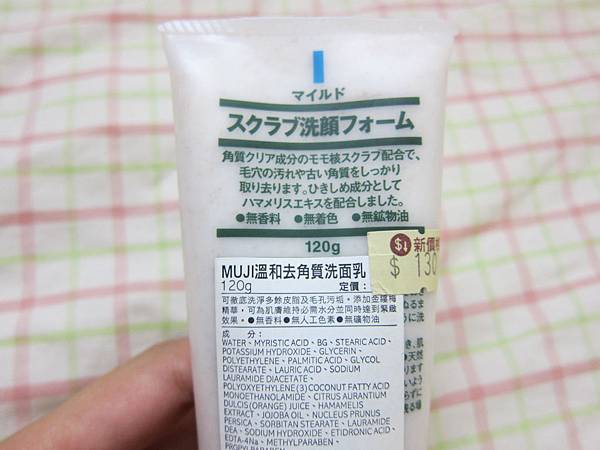 マイルド
スクラブ洗顔フォーム
角質クリア成分のモモ核スクラブ配合で、
毛穴の汚れや古い角質をしっかり
取り去ります。ひきしめ成分として
ハマメリスエキスを配合しました。
●無香料 ●無着色 ●無鉱物油
120g
新價
$ 130
MUJI溫和去角質洗面乳
120g 定價：
可徹底洗淨多餘皮脂及毛孔污垢。添加金縷梅
精華，可為肌膚維持必需水分並同時達到緊緻
效果。●無香料●無人工色素●無礦物油
成 分：
WATER、MYRISTIC ACID、BG、STEARIC ACID、
POTASSIUM HYDROXIDE、GLYCERIN、
POLYETHYLENE、PALMITIC ACID、GLYCOL
DISTEARATE、LAURIC ACID、SODIUM
LAURAMIDE DIACETATE、
POLYOXYETHYLENE(3)COCONUT FATTY ACID
MONOETHANOLAMIDE、CITRUS AURANTIUM
DULCIS(ORANGE) JUICE、HAMAMELIS
EXTRACT、JOJOBA OIL、NUCLEUS PRUNUS
PERSICA、SORBITAN STEARATE、LAURAMIDE
DEA、SODIUM HYDROXIDE、ETIDRONIC ACID、
EDTA-4Na、METHYLPARABEN、
PROPYLPARABEN